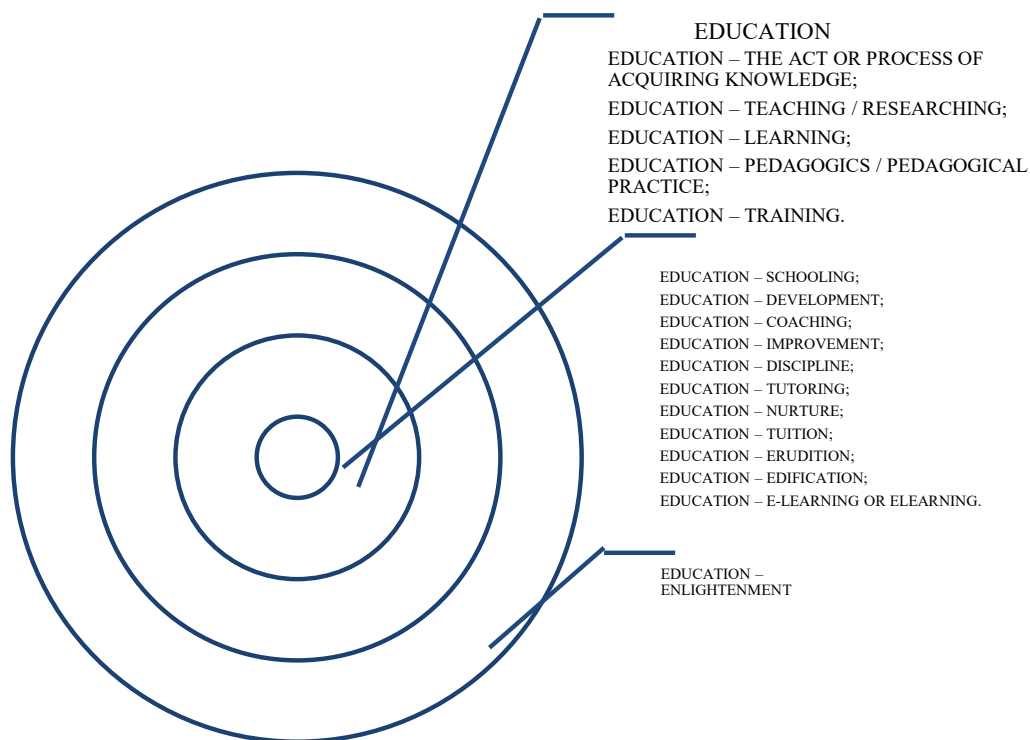 EDUCATION
EDUCATION – THE ACT OR PROCESS OF
ACQUIRING KNOWLEDGE;
EDUCATION – TEACHING / RESEARCHING;
EDUCATION – LEARNING;
EDUCATION – PEDAGOGICS / PEDAGOGICAL
PRACTICE;
EDUCATION – TRAINING.
EDUCATION – SCHOOLING;
EDUCATION – DEVELOPMENT;
EDUCATION – COACHING;
EDUCATION – IMPROVEMENT;
EDUCATION – DISCIPLINE;
EDUCATION – TUTORING;
EDUCATION – NURTURE;
EDUCATION – TUITION;
EDUCATION – ERUDITION;
EDUCATION – EDIFICATION;
EDUCATION – E-LEARNING OR ELEARNING.
EDUCATION –
ENLIGHTENMENT